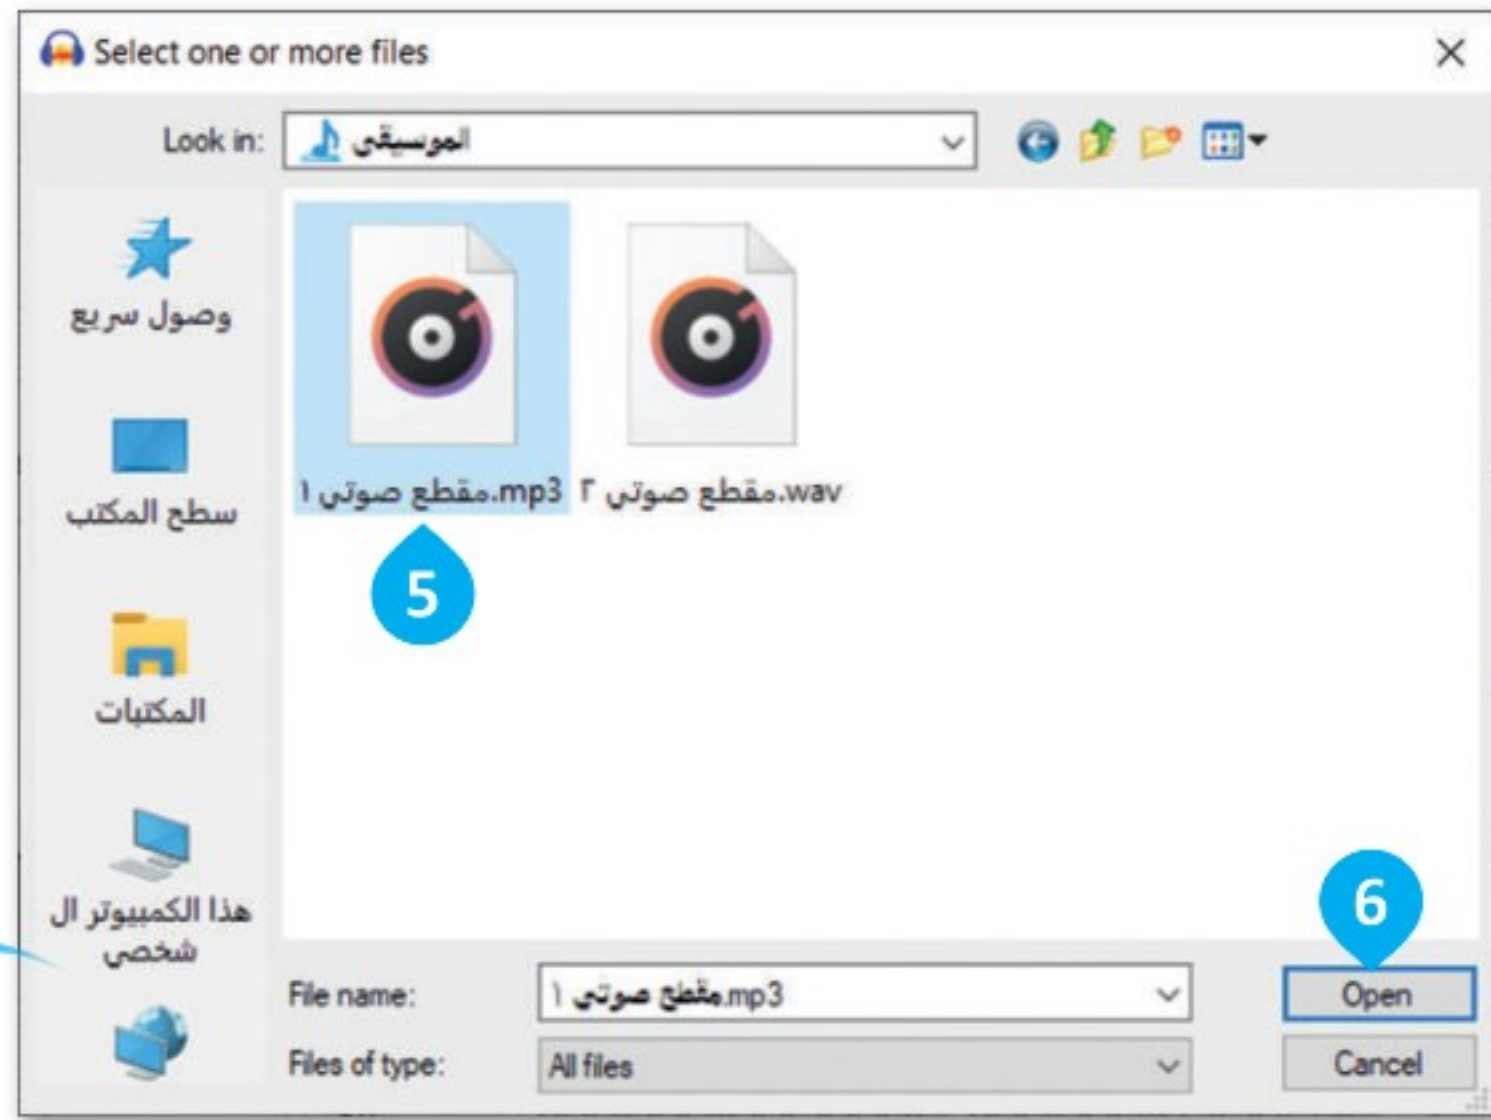 Select one or more files
Look in: الموسيقى
وصول سريع
سطح المكتب
المكتبات
هذا الكمبيوتر ال
شخصي
مقطع صوتي ١.mp3
مقطع صوتي ٢.wav
5
6
File name: مقطع صوتي ١.mp3
Open
Files of type: All files
Cancel